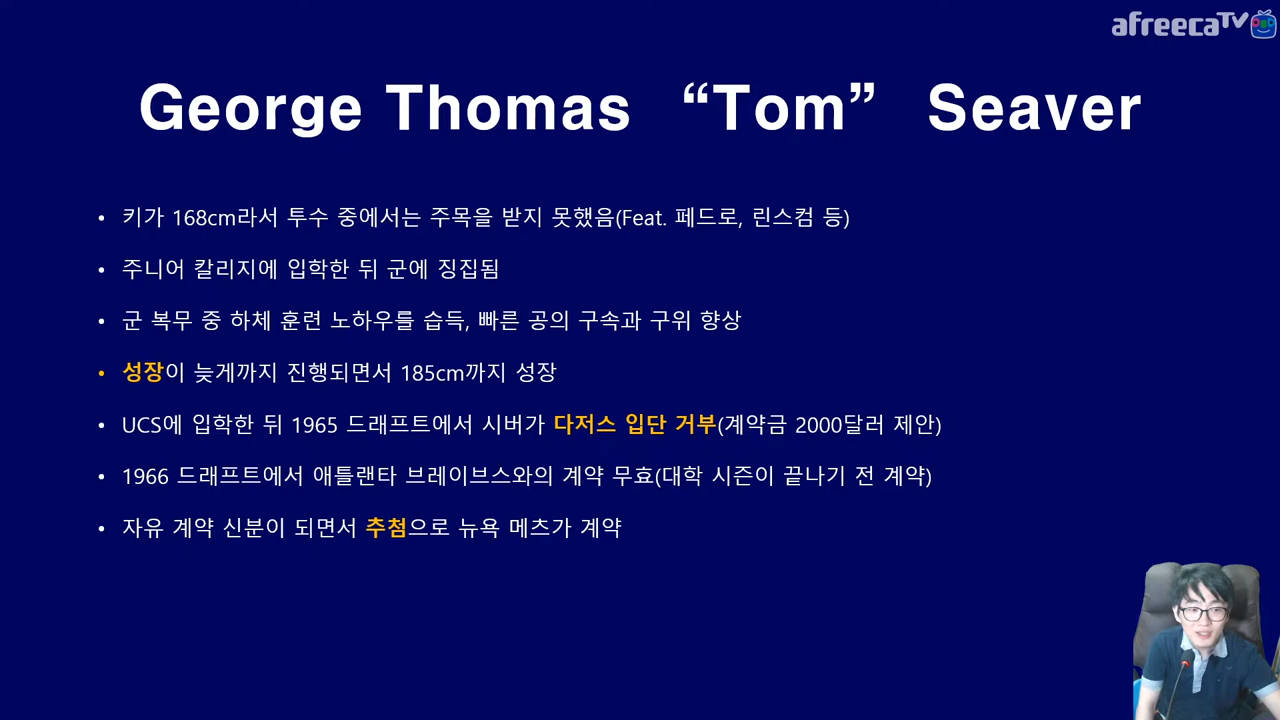 afreecaTV
George Thomas “Tom” Seaver
• 키가 168cm라서 투수 중에서는 주목을 받지 못했음(Feat. 페드로, 린스컴 등)
• 주니어 칼리지에 입학한 뒤 군에 징집됨
• 군 복무 중 하체 훈련 노하우를 습득, 빠른 공의 구속과 구위 향상
• 성장이 늦게까지 진행되면서 185cm까지 성장
• UCS에 입학한 뒤 1965 드래프트에서 시버가 다저스 입단 거부(계약금 2000달러 제안)
• 1966 드래프트에서 애틀랜타 브레이브스와의 계약 무효(대학 시즌이 끝나기 전 계약)
• 자유 계약 신분이 되면서 추첨으로 뉴욕 메츠가 계약